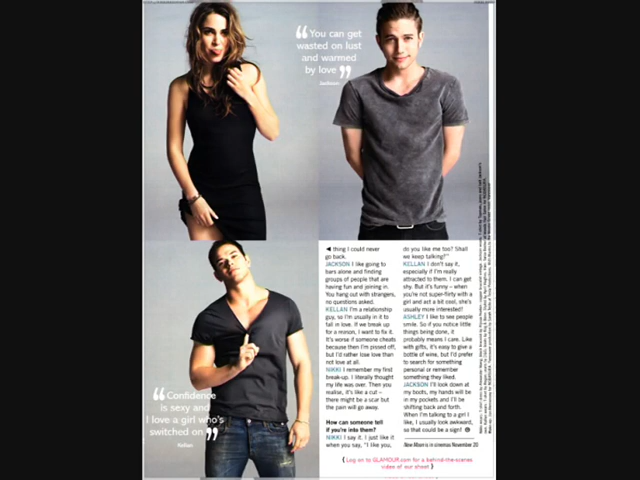 “You can get
wasted on lust
and warmed
by love”
Jackson
“Confidence
is sexy and
I love a girl who's
switched on.”
Kellan
◀ thing I could never
go back.
JACKSON I like going to
bars alone and finding
groups of people that are
having fun and joining in.
You hang out with strangers,
no questions asked.
KELLAN I'm a relationship
guy, so I'm usually in it to
fall in love. If we break up
for a minor, I want to fix it.
It's worse if someone cheats
because then I'm pissed off,
but I'd rather lose love than
not love at all.
NIKKI I remember my first
break-up. I literally thought
my life was over. Then you
realise, it's like a cut –
there might be a scar but
the pain will go away.
How can someone tell
if you're into them?
NIKKI I say it. I just like it
when you say, "I like you,
do you like me too? Shall
we keep talking?"
KELLAN I don't say it,
especially if I'm really
attracted to them. I can get
shy. But it's funny – when
you're not super-flirty with a
girl and act a bit cool, she's
usually more interested!
ASHLEY I like to see people
smile. So if you notice little
things being done, it
probably means I care. Like
with gifts, it's easy to give a
bottle of wine, but I'd prefer
to search for something
personal or remember
something they liked.
JACKSON I'll look down at
my boots, my hands will be
in my pockets and I'll be
shifting back and forth.
When I'm talking to a girl I
like, I usually look awkward,
so that could be a sign!
New Moon is in cinemas November 20
( Log on to GLAMOUR.com for a behind-the-scenes
video of our shoot )